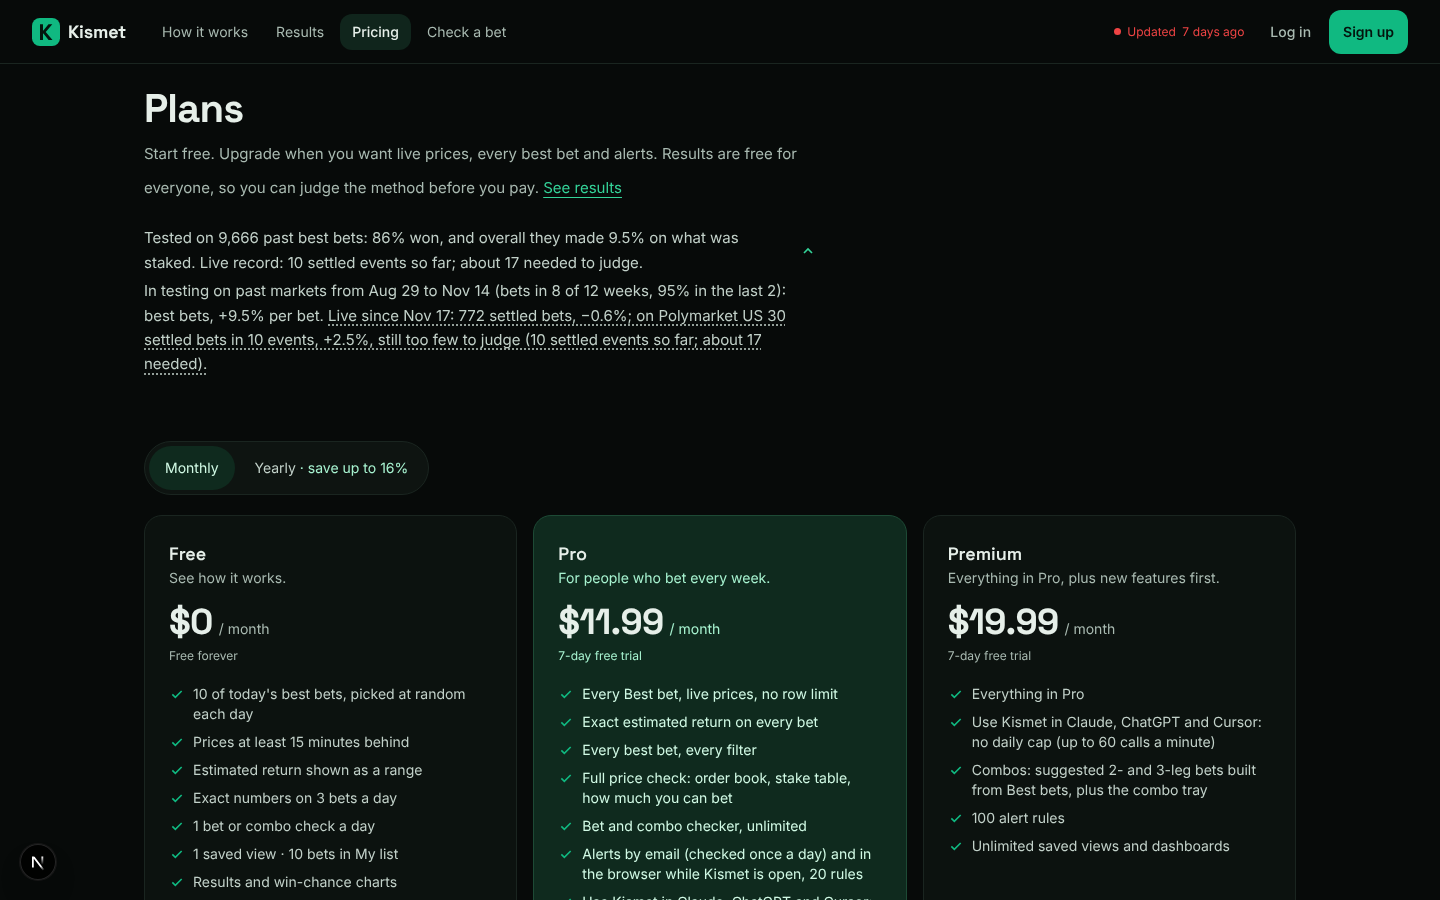 K Kismet
How it works
Results
Pricing
Check a bet
Updated 7 days ago
Log in
Sign up
Plans
Start free. Upgrade when you want live prices, every best bet and alerts. Results are free for
everyone, so you can judge the method before you pay. See results
Tested on 9,666 past best bets: 86% won, and overall they made 9.5% on what was
staked. Live record: 10 settled events so far; about 17 needed to judge.
In testing on past markets from Aug 29 to Nov 14 (bets in 8 of 12 weeks, 95% in the last 2):
best bets, +9.5% per bet. Live since Nov 17: 772 settled bets, −0.6%; on Polymarket US 30
settled bets in 10 events, +2.5%, still too few to judge (10 settled events so far; about 17
needed).
Monthly
Yearly · save up to 16%
Free
See how it works.
$0 / month
Free forever
10 of today's best bets, picked at random
each day
Prices at least 15 minutes behind
Estimated return shown as a range
Exact numbers on 3 bets a day
1 bet or combo check a day
1 saved view · 10 bets in My list
Results and win-chance charts
Pro
For people who bet every week.
$11.99 / month
7-day free trial
Every Best bet, live prices, no row limit
Exact estimated return on every bet
Every best bet, every filter
Full price check: order book, stake table,
how much you can bet
Bet and combo checker, unlimited
Alerts by email (checked once a day) and in
the browser while Kismet is open, 20 rules
Use Kismet in Claude, ChatGPT and Cursor
Premium
Everything in Pro, plus new features first.
$19.99 / month
7-day free trial
Everything in Pro
Use Kismet in Claude, ChatGPT and Cursor:
no daily cap (up to 60 calls a minute)
Combos: suggested 2- and 3-leg bets built
from Best bets, plus the combo tray
100 alert rules
Unlimited saved views and dashboards
N